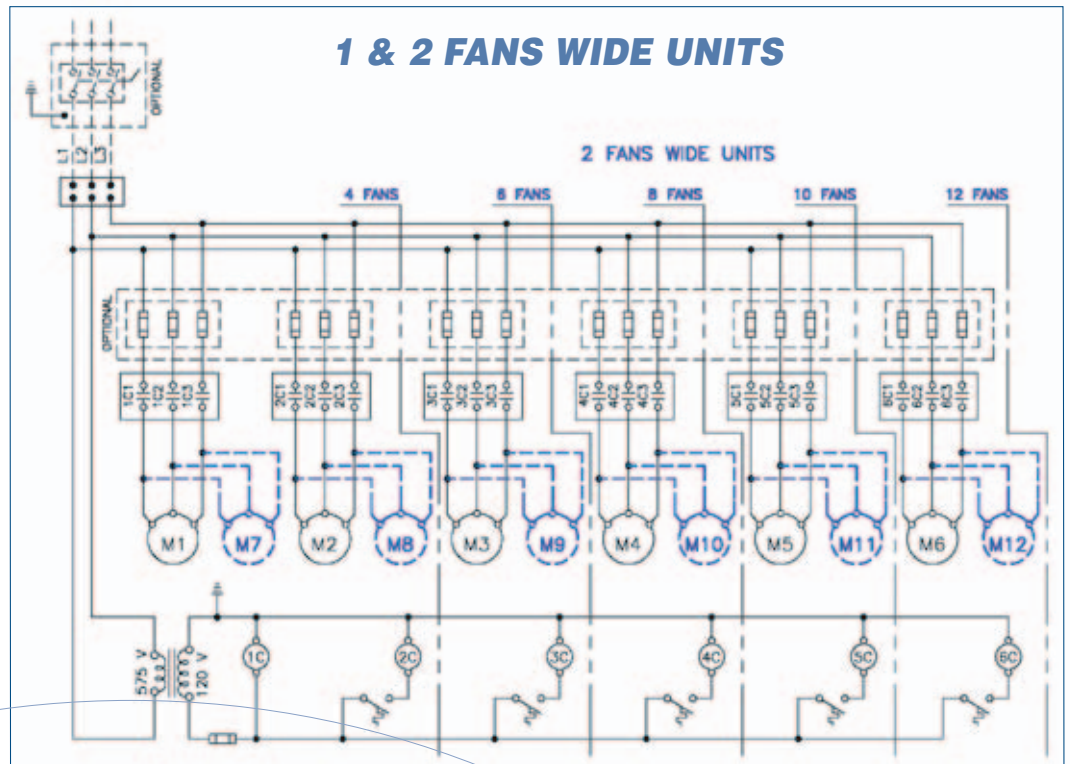 1 & 2 FANS WIDE UNITS
OPTIONAL
L1 L2 L3
2 FANS WIDE UNITS
4 FANS 6 FANS 8 FANS 10 FANS 12 FANS
OPTIONAL
1C1 1C2 1C3 2C1 2C2 2C3 3C1 3C2 3C3 4C1 4C2 4C3 5C1 5C2 5C3 6C1 6C2 6C3
M1 M7 M2 M8 M3 M9 M4 M10 M5 M11 M6 M12
575 V 120 V 1C 2C 3C 4C 5C 6C